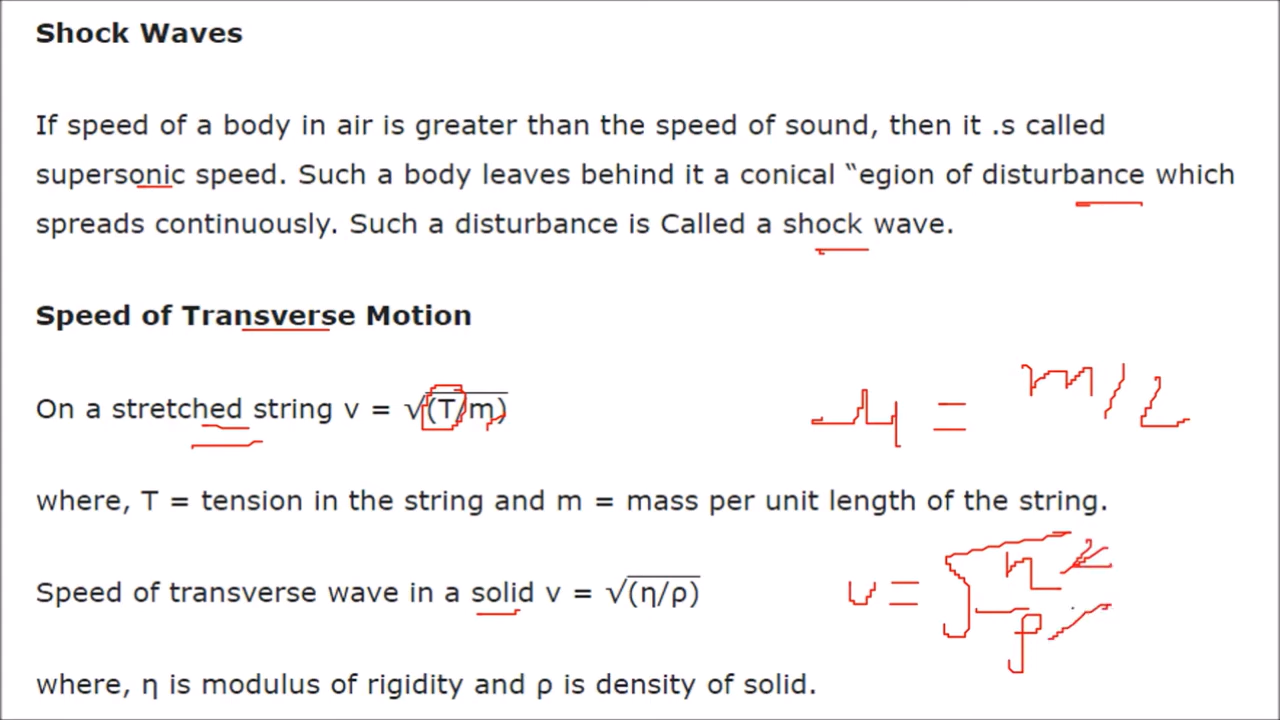 Shock Waves
If speed of a body in air is greater than the speed of sound, then it .s called
supersonic speed. Such a body leaves behind it a conical “egion of disturbance which
spreads continuously. Such a disturbance is Called a shock wave.
Speed of Transverse Motion
On a stretched string v = √(T/m) = m/L
where, T = tension in the string and m = mass per unit length of the string.
Speed of transverse wave in a solid v = √(η/ρ) v = √η/ρ
where, η is modulus of rigidity and ρ is density of solid.